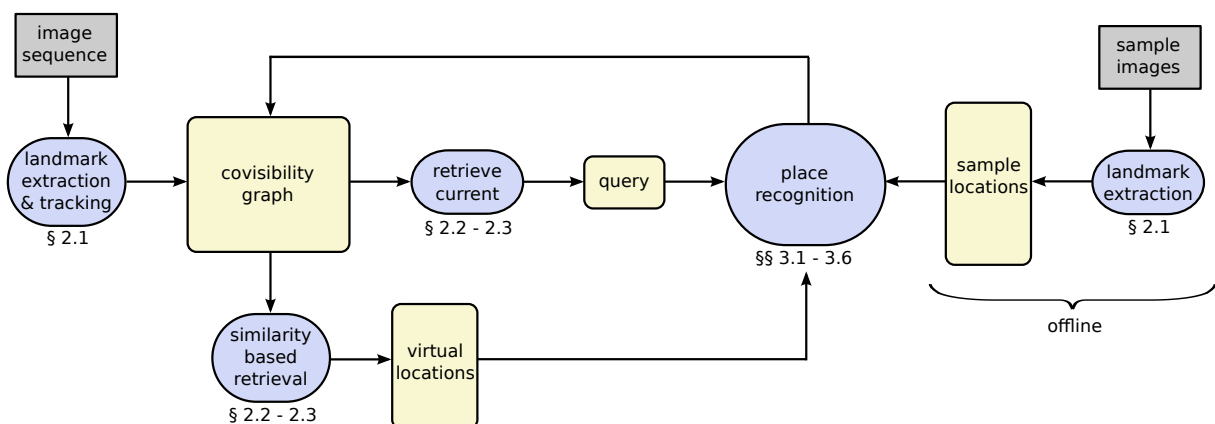 image
sequence
landmark
extraction
& tracking
§ 2.1
covisibility
graph
retrieve
current
§ 2.2 - 2.3
query
place
recognition
§§ 3.1 - 3.6
sample
locations
sample
images
landmark
extraction
§ 2.1
offline
similarity
based
retrieval
§ 2.2 - 2.3
virtual
locations